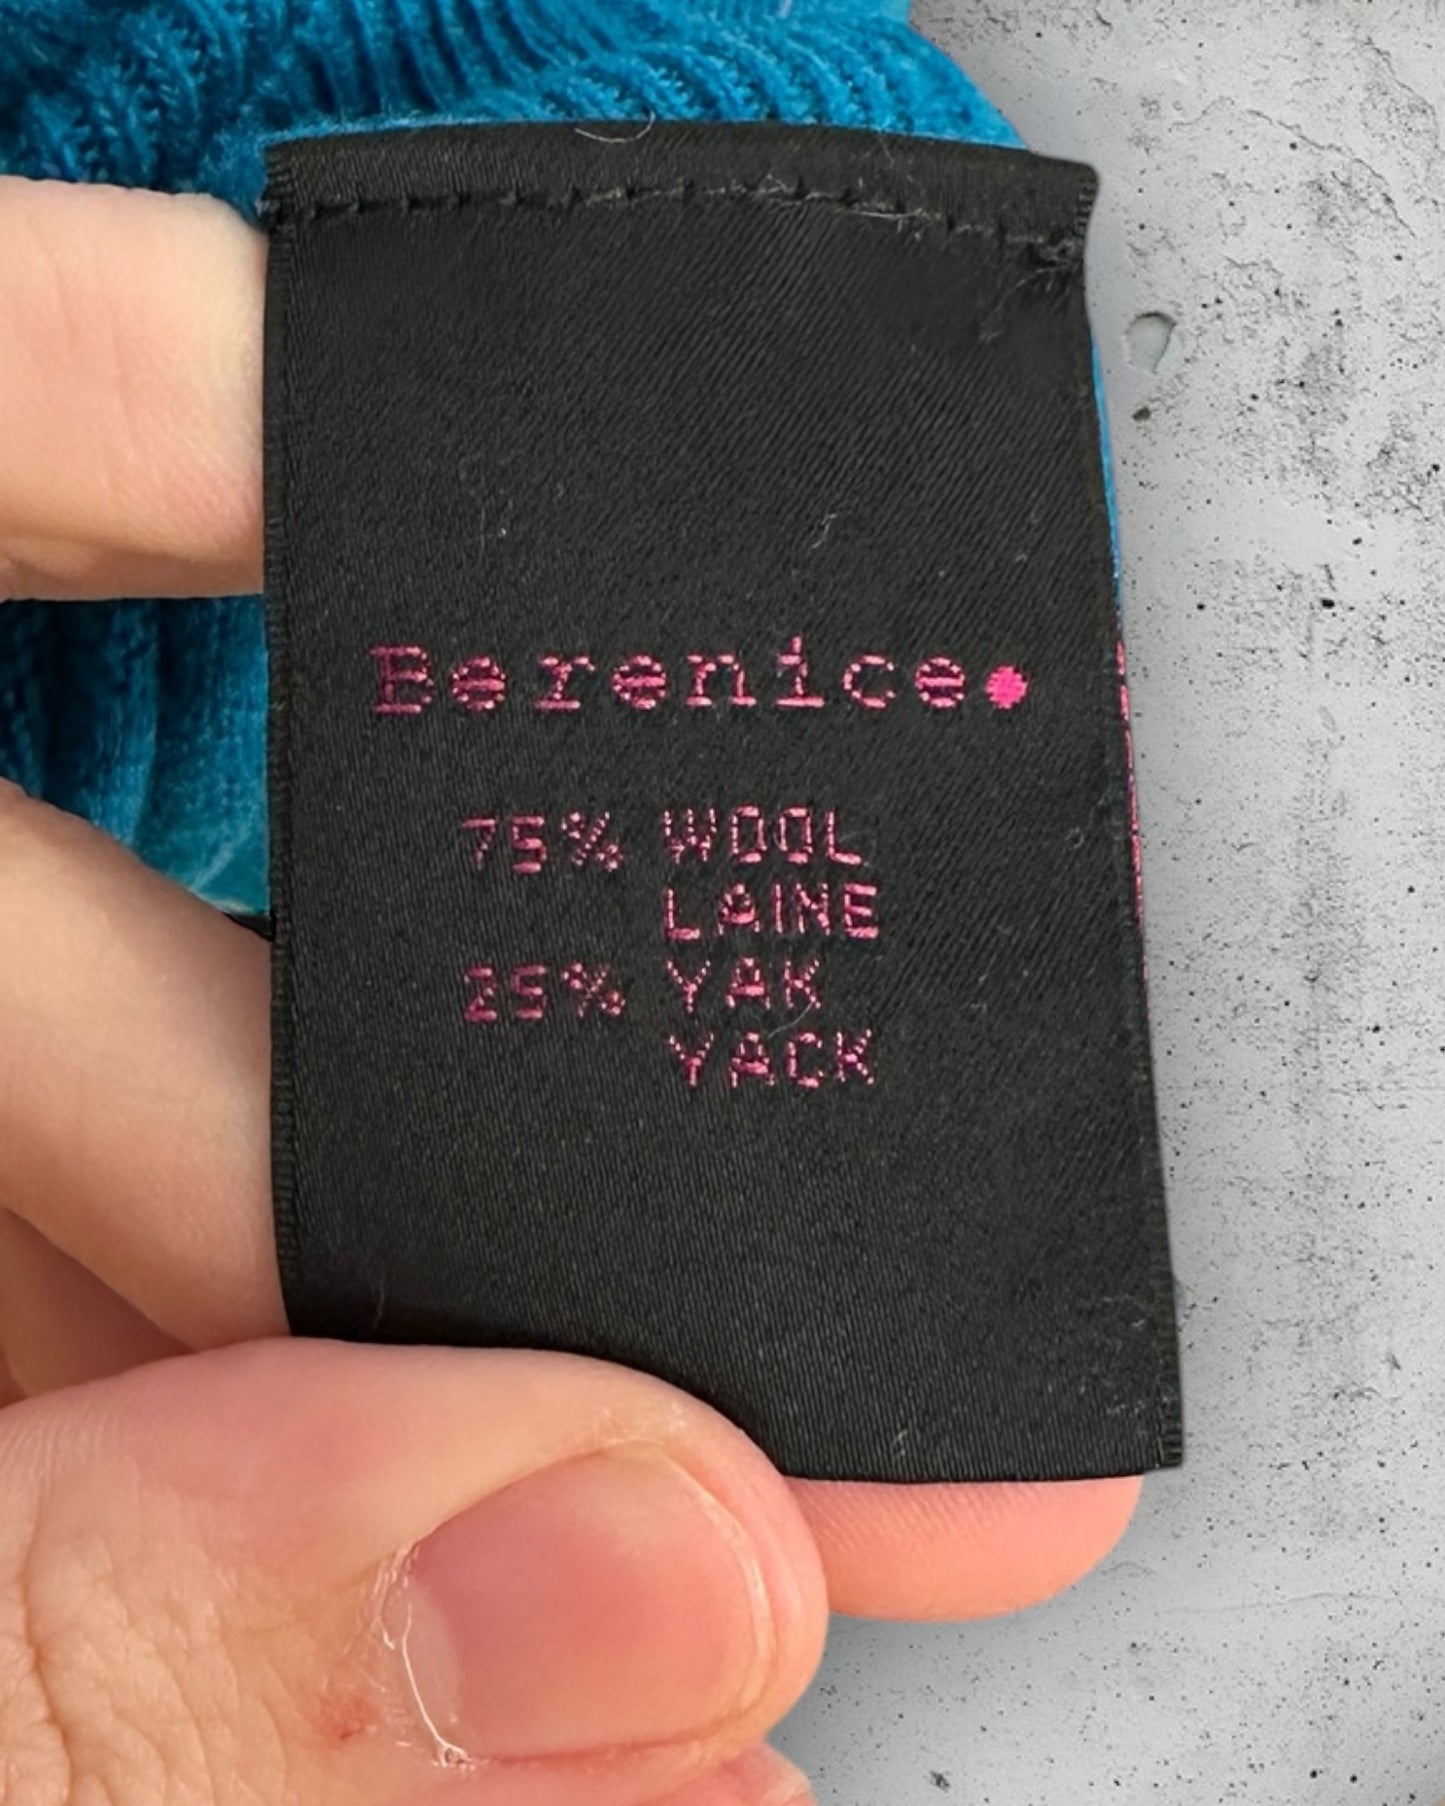 Berenice.
75% WOOL
LAINE
25% YAK
YACK